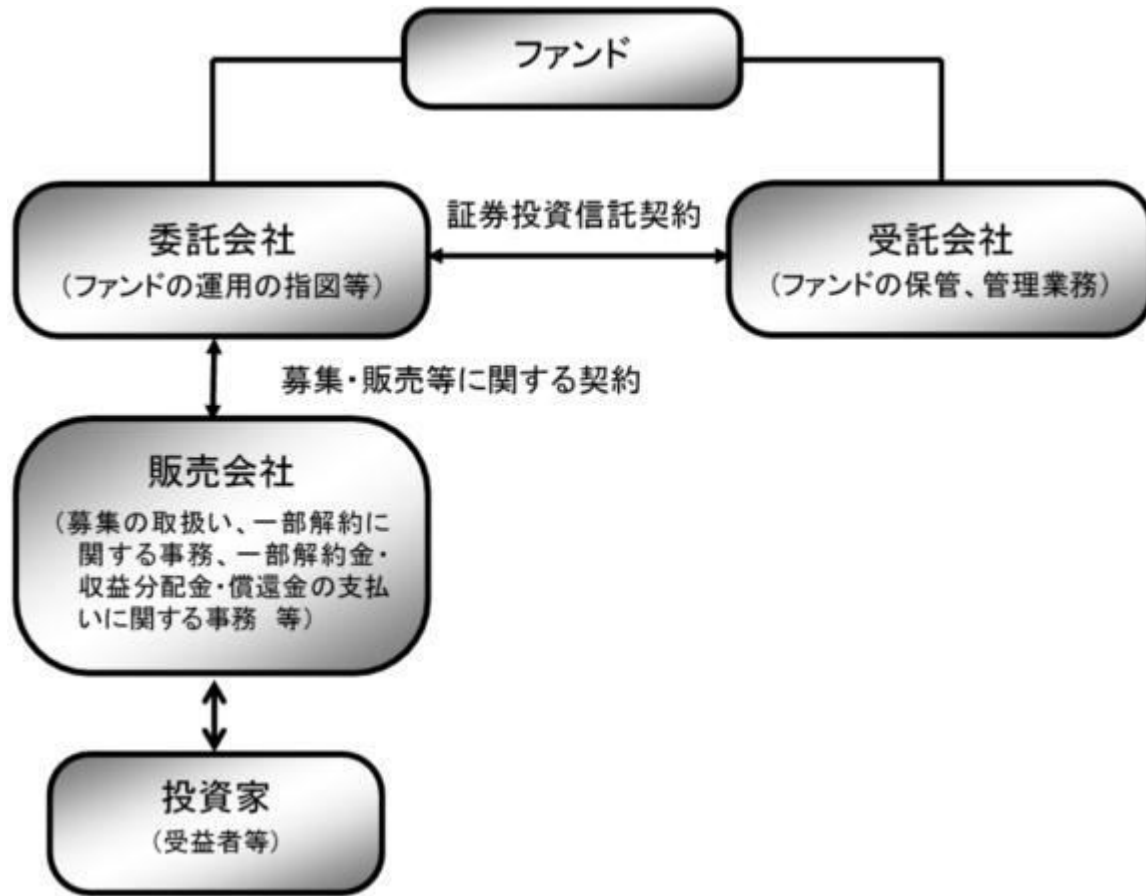 ファンド
委託会社
（ファンドの運用の指図等）
証券投資信託契約
受託会社
（ファンドの保管、管理業務）
募集・販売等に関する契約
販売会社
（募集の取扱い、一部解約に
関する事務、一部解約金・
収益分配金・償還金の支払
いに関する事務　等）
投資家
（受益者等）